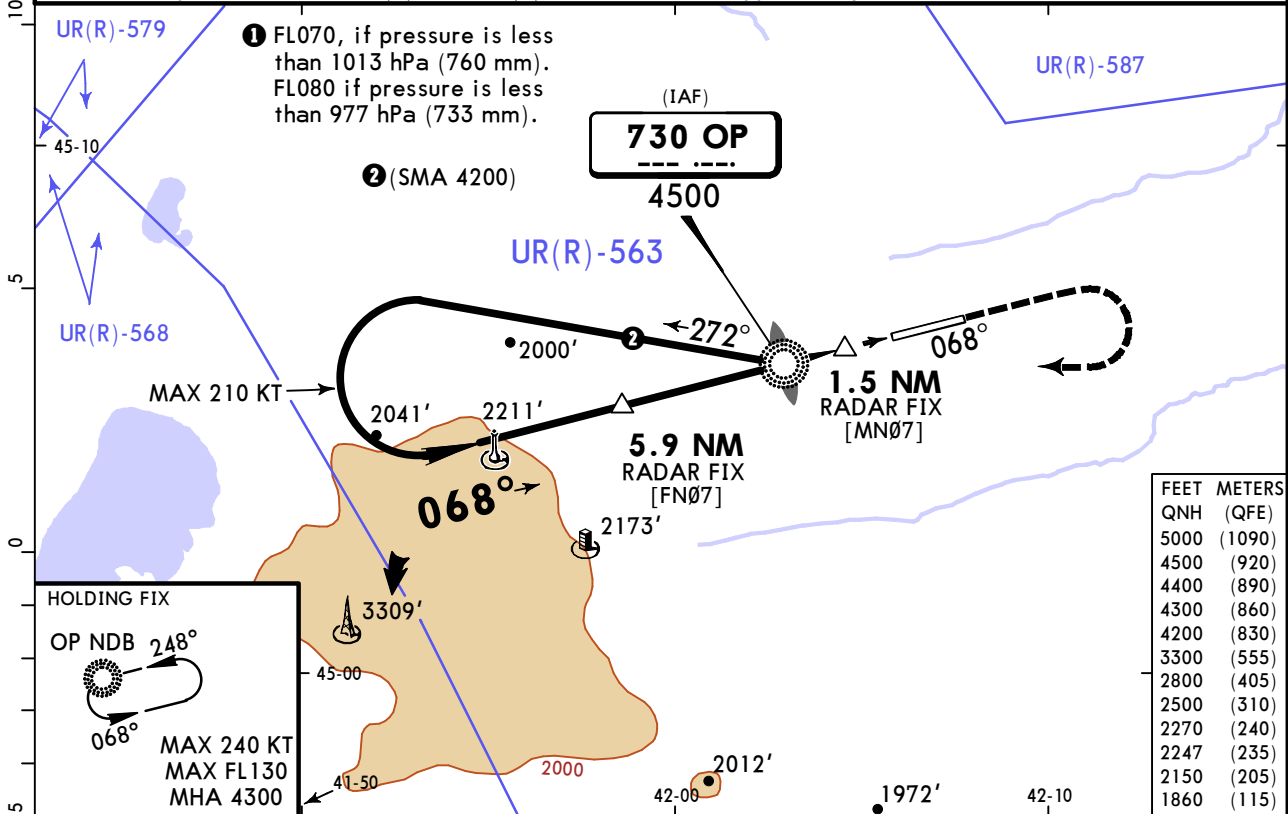 10
UR(R)-579
❶ FL070, if pressure is less
than 1013 hPa (760 mm).
FL080 if pressure is less
than 977 hPa (733 mm).
UR(R)-587
(IAF)
730 OP
4500
45-10
❷ (SMA 4200)
UR(R)-563
5
UR(R)-568
272°
❷
2000'
068°
MAX 210 KT
1.5 NM
RADAR FIX
[MNØ7]
2041'
2211'
5.9 NM
RADAR FIX
[FNØ7]
068°
2173'
0
3309'
HOLDING FIX
OP NDB
248°
068°
MAX 240 KT
MAX FL130
MHA 4300
45-00
41-50
2000
2012'
42-00
1972'
42-10
5
FEET METERS
QNH (QFE)
5000 (1090)
4500 (920)
4400 (890)
4300 (860)
4200 (830)
3300 (555)
2800 (405)
2500 (310)
2270 (240)
2247 (235)
2150 (205)
1860 (115)